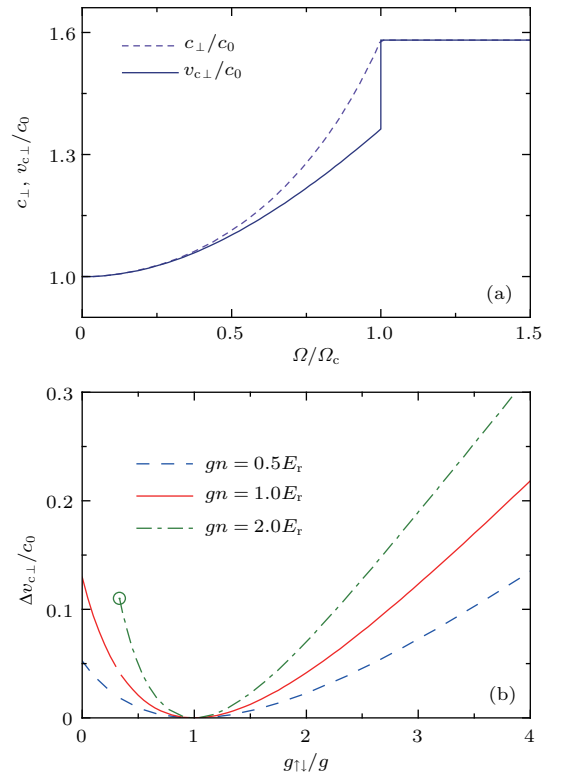 1.6
1.3
1.0
c⊥, vc⊥/c0
c⊥/c0
vc⊥/c0
(a)
0 0.5 1.0 1.5
Ω/Ωc
0.3
0.2
0.1
0
Δvc⊥/c0
gn = 0.5Er
gn = 1.0Er
gn = 2.0Er
(b)
0 1 2 3 4
g↑↓/g